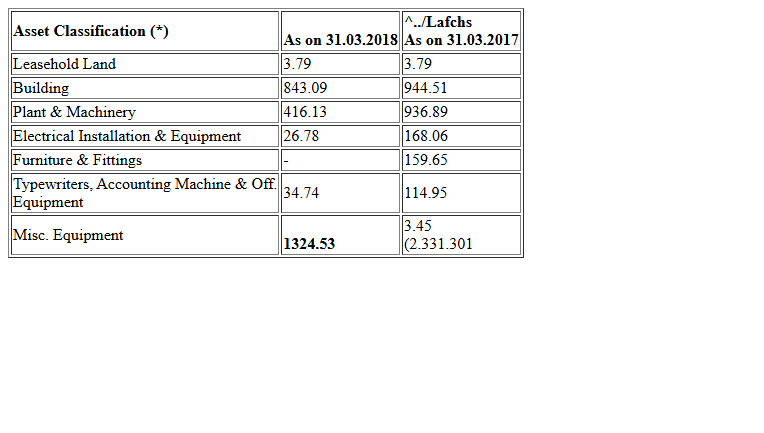 Asset Classification (*) As on 31.03.2018 ^../Lafchs
As on 31.03.2017
Leasehold Land 3.79 3.79
Building 843.09 944.51
Plant & Machinery 416.13 936.89
Electrical Installation & Equipment 26.78 168.06
Furniture & Fittings - 159.65
Typewriters, Accounting Machine & Off.
Equipment 34.74 114.95
Misc. Equipment 1324.53 3.45
(2.331.301